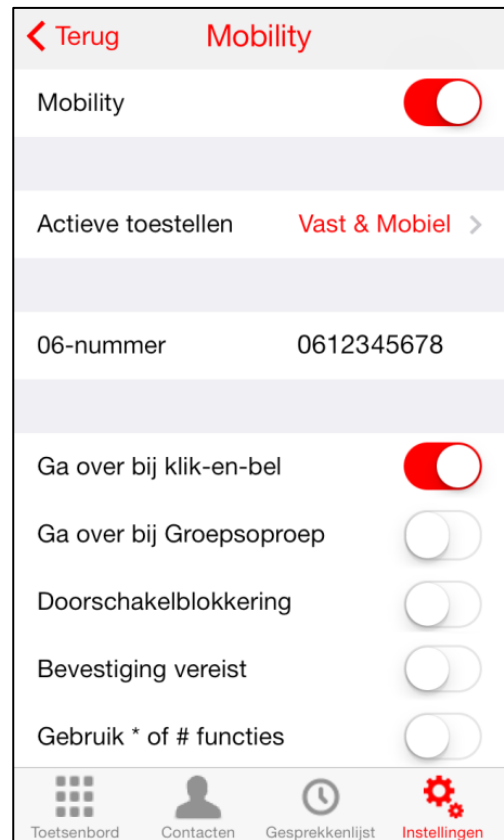 Terug Mobility
Mobility
Actieve toestellen Vast & Mobiel
06-nummer 0612345678
Ga over bij klik-en-bel
Ga over bij Groepsoproep
Doorschakelblokkering
Bevestiging vereist
Gebruik * of # functies
Toetsenbord Contacten Gesprekkenlijst Instellingen